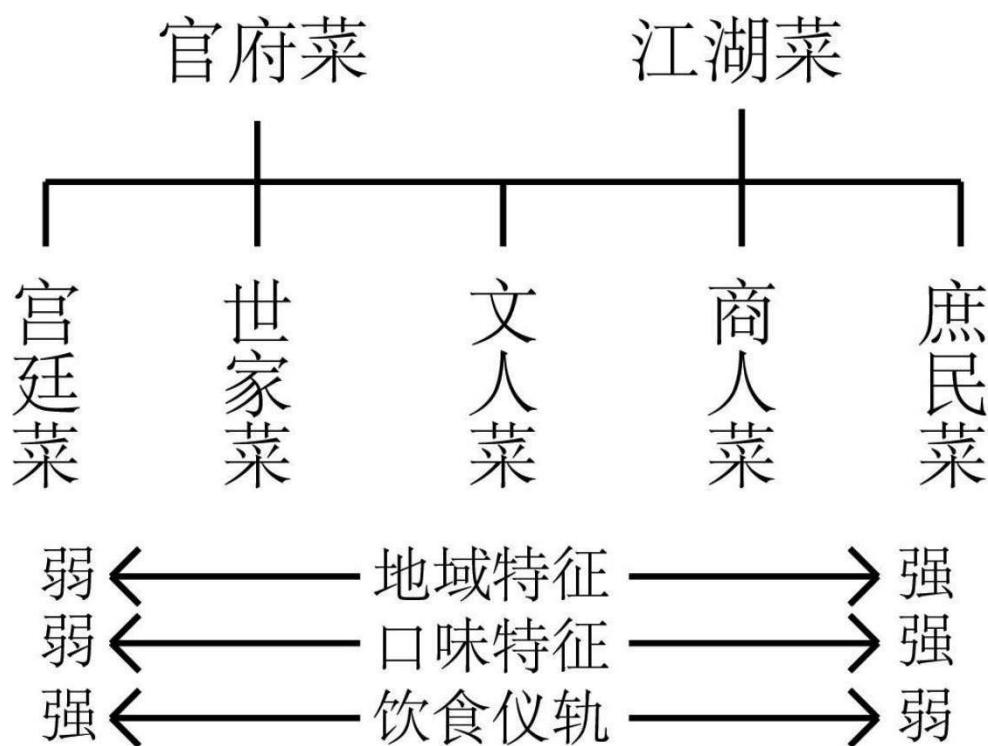 官府菜 江湖菜
宫廷菜
世家菜
文人菜
商人菜
庶民菜
弱 地域特征 强
弱 口味特征 强
强 饮食仪轨 弱